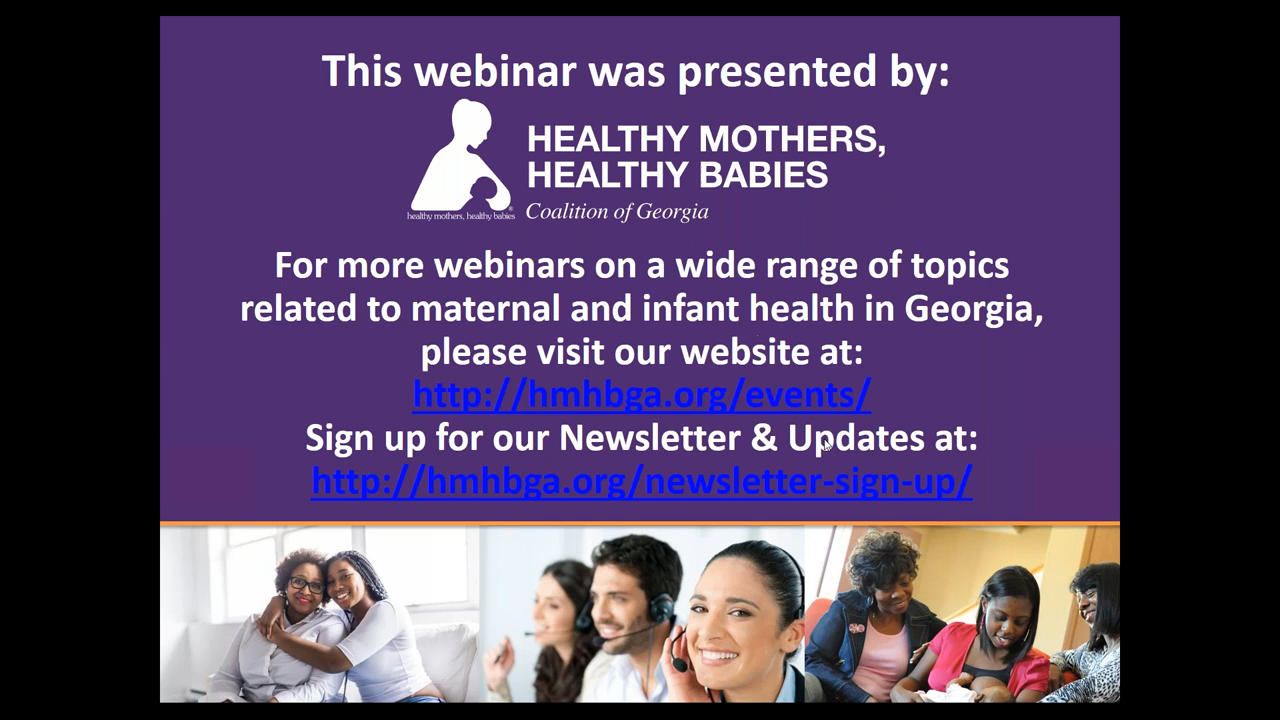 This webinar was presented by:
HEALTHY MOTHERS,
HEALTHY BABIES
healthy mothers, healthy babies®
Coalition of Georgia
For more webinars on a wide range of topics
related to maternal and infant health in Georgia,
please visit our website at:
http://hmhbga.org/events/
Sign up for our Newsletter & Updates at:
http://hmhbga.org/newsletter-sign-up/